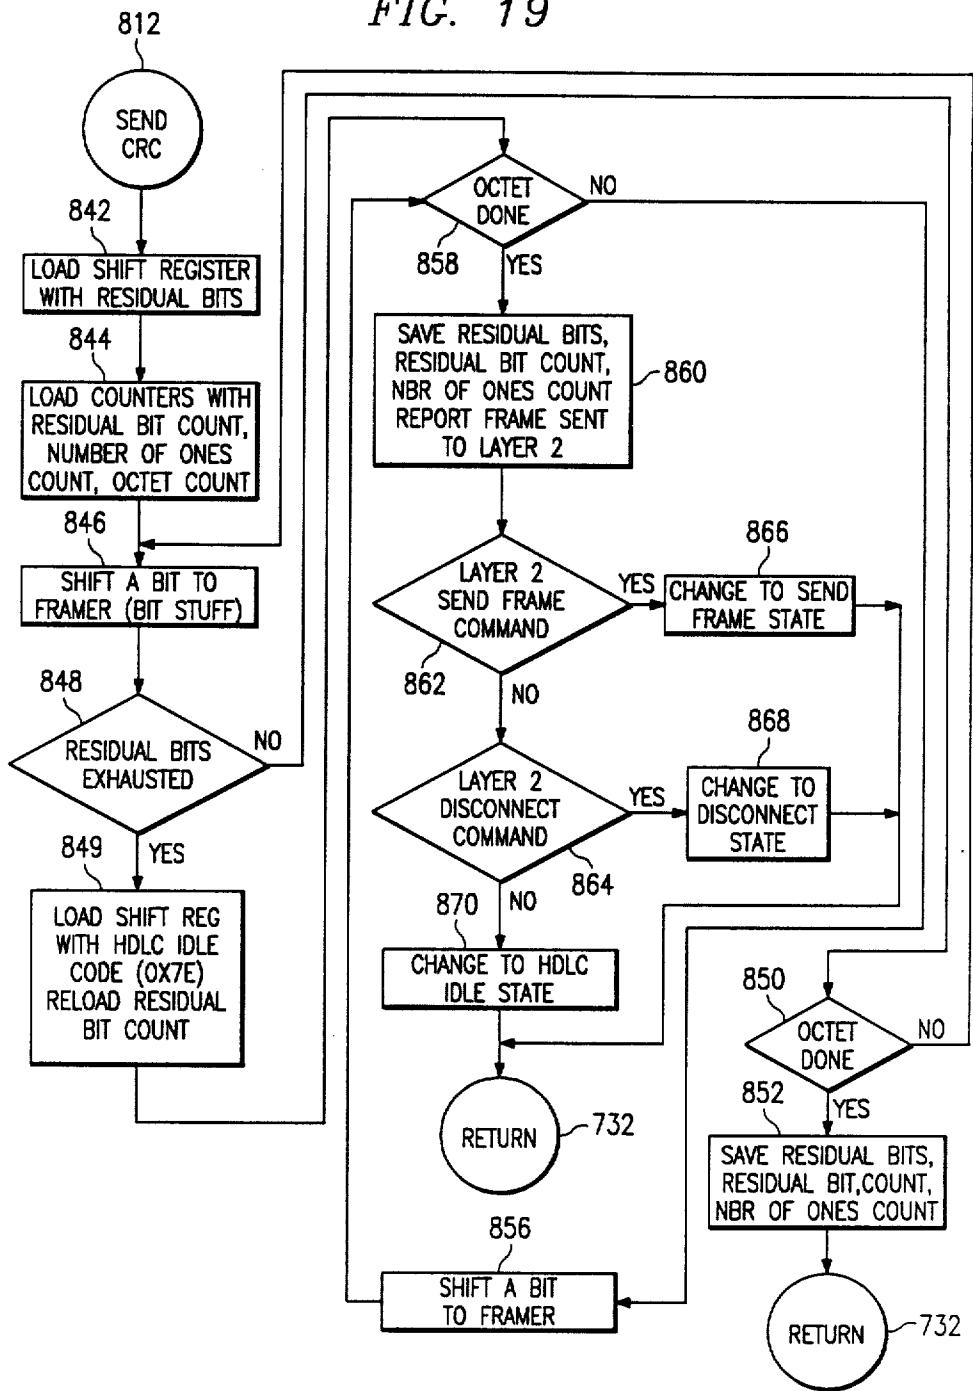 FIG. 19
812
SEND
CRC
842
LOAD SHIFT REGISTER
WITH RESIDUAL BITS
844
LOAD COUNTERS WITH
RESIDUAL BIT COUNT,
NUMBER OF ONES
COUNT, OCTET COUNT
846
SHIFT A BIT TO
FRAMER (BIT STUFF)
848
RESIDUAL BITS
EXHAUSTED
NO
YES
849
LOAD SHIFT REG
WITH HDLC IDLE
CODE (0X7E)
RELOAD RESIDUAL
BIT COUNT
OCTET
DONE
NO
858
YES
SAVE RESIDUAL BITS,
RESIDUAL BIT COUNT,
NBR OF ONES COUNT
REPORT FRAME SENT
TO LAYER 2
860
LAYER 2
SEND FRAME
COMMAND
862
YES
NO
866
CHANGE TO SEND
FRAME STATE
LAYER 2
DISCONNECT
COMMAND
864
YES
NO
868
CHANGE TO
DISCONNECT
STATE
870
CHANGE TO HDLC
IDLE STATE
RETURN
732
856
SHIFT A BIT
TO FRAMER
850
OCTET
DONE
NO
YES
852
SAVE RESIDUAL BITS,
RESIDUAL BIT,COUNT,
NBR OF ONES COUNT
RETURN
732